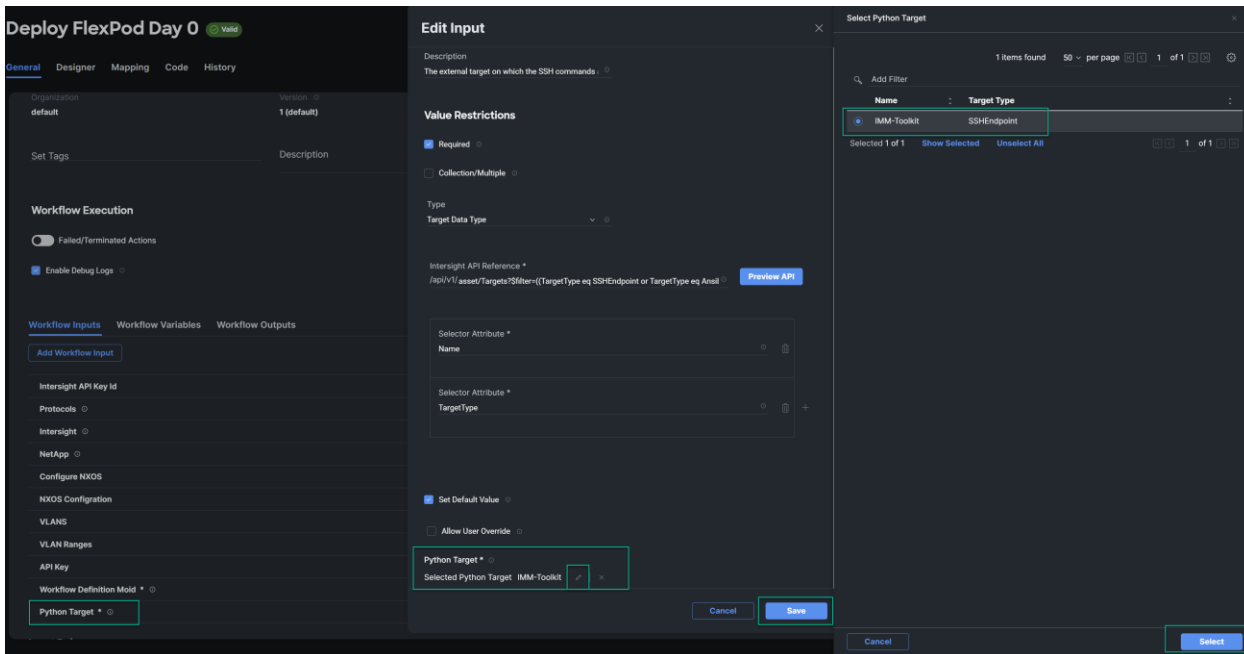 Deploy FlexPod Day 0 Valid
General Designer Mapping Code History
Organization Version
default 1 (default)
Set Tags Description
Workflow Execution
Failed/Terminated Actions
Enable Debug Logs
Workflow Inputs Workflow Variables Workflow Outputs
Add Workflow Input
Intersight API Key Id
Protocols
Intersight
NetApp
Configure NXOS
NXOS Configration
VLANS
VLAN Ranges
API Key
Workflow Definition Moid *
Python Target *
Edit Input
Description
The external target on which the SSH commands
Value Restrictions
Required
Collection/Multiple
Type
Target Data Type
Intersight API Reference *
/api/v1/ asset/Targets?$filter=((TargetType eq SSHEndpoint or TargetType eq Ansil
Preview API
Selector Attribute *
Name
Selector Attribute *
TargetType
Set Default Value
Allow User Override
Python Target *
Selected Python Target IMM-Toolkit
Cancel Save
Select Python Target
1 items found 50 per page 1 of 1
Add Filter
Name Target Type
IMM-Toolkit SSHEndpoint
Selected 1 of 1 Show Selected Unselect All 1 of 1
Cancel Select